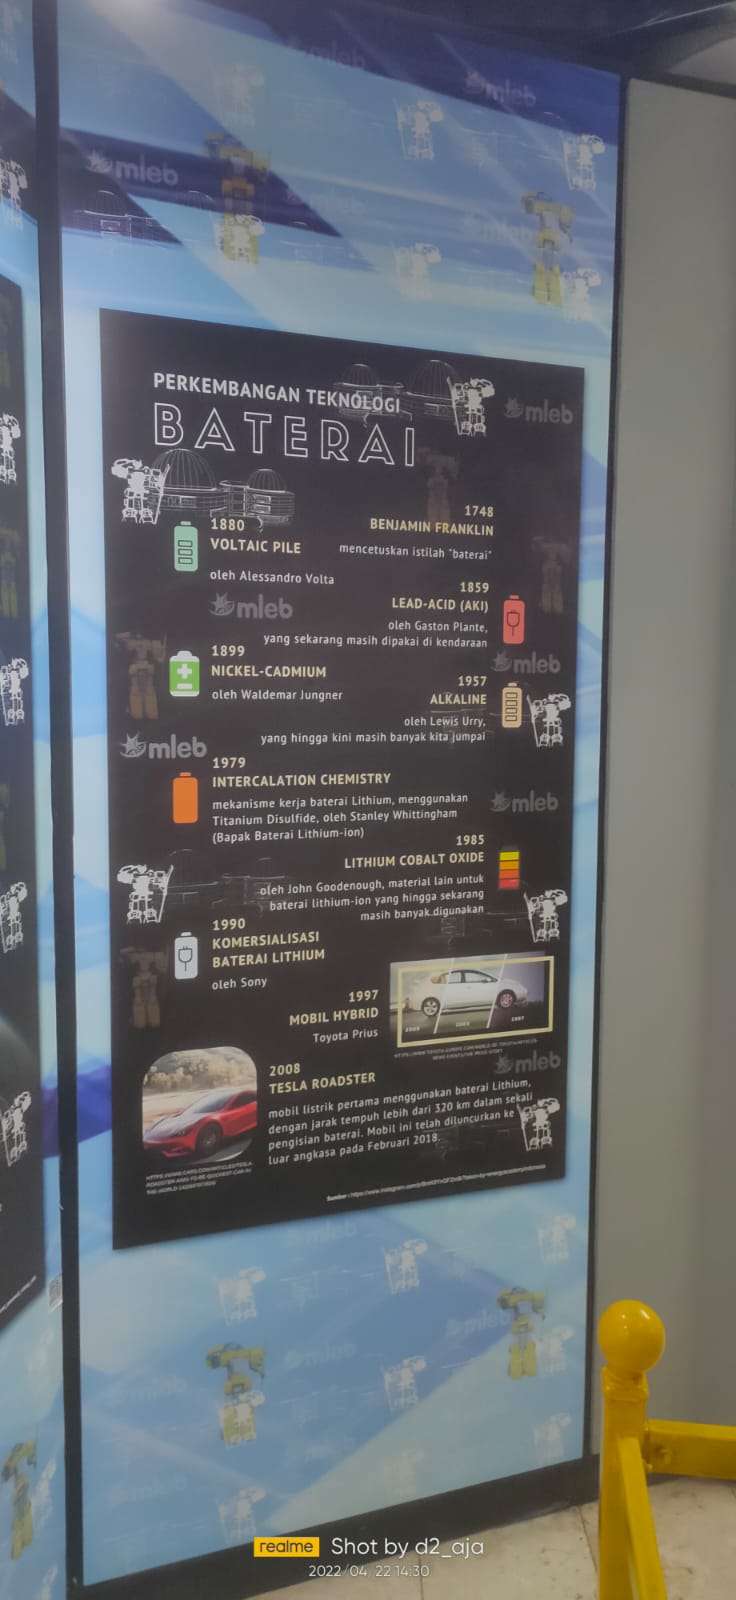 mleb
mleb
PERKEMBANGAN TEKNOLOGI
BATERAI
mleb
1748
BENJAMIN FRANKLIN
mencetuskan istilah "baterai"
1880
VOLTAIC PILE
oleh Alessandro Volta
mleb
1859
LEAD-ACID (AKI)
oleh Gaston Plante,
yang sekarang masih dipakai di kendaraan
mleb
1899
NICKEL-CADMIUM
oleh Waldemar Jungner
1957
ALKALINE
oleh Lewis Urry,
yang hingga kini masih banyak kita jumpai
mleb
1979
INTERCALATION CHEMISTRY
mekanisme kerja baterai Lithium, menggunakan
Titanium Disulfide, oleh Stanley Whittingham
(Bapak Baterai Lithium-ion)
mleb
1985
LITHIUM COBALT OXIDE
oleh John Goodenough, material lain untuk
baterai lithium-ion yang hingga sekarang
masih banyak digunakan
1990
KOMERSIALISASI
BATERAI LITHIUM
oleh Sony
1997
MOBIL HYBRID
Toyota Prius
2003
1997
mleb
2008
TESLA ROADSTER
mobil listrik pertama menggunakan baterai Lithium,
dengan jarak tempuh lebih dari 320 km dalam sekali
pengisian baterai. Mobil ini telah diluncurkan ke
luar angkasa pada Februari 2018.
Sumber :
realme Shot by d2_aja
2022/04/22 14:30